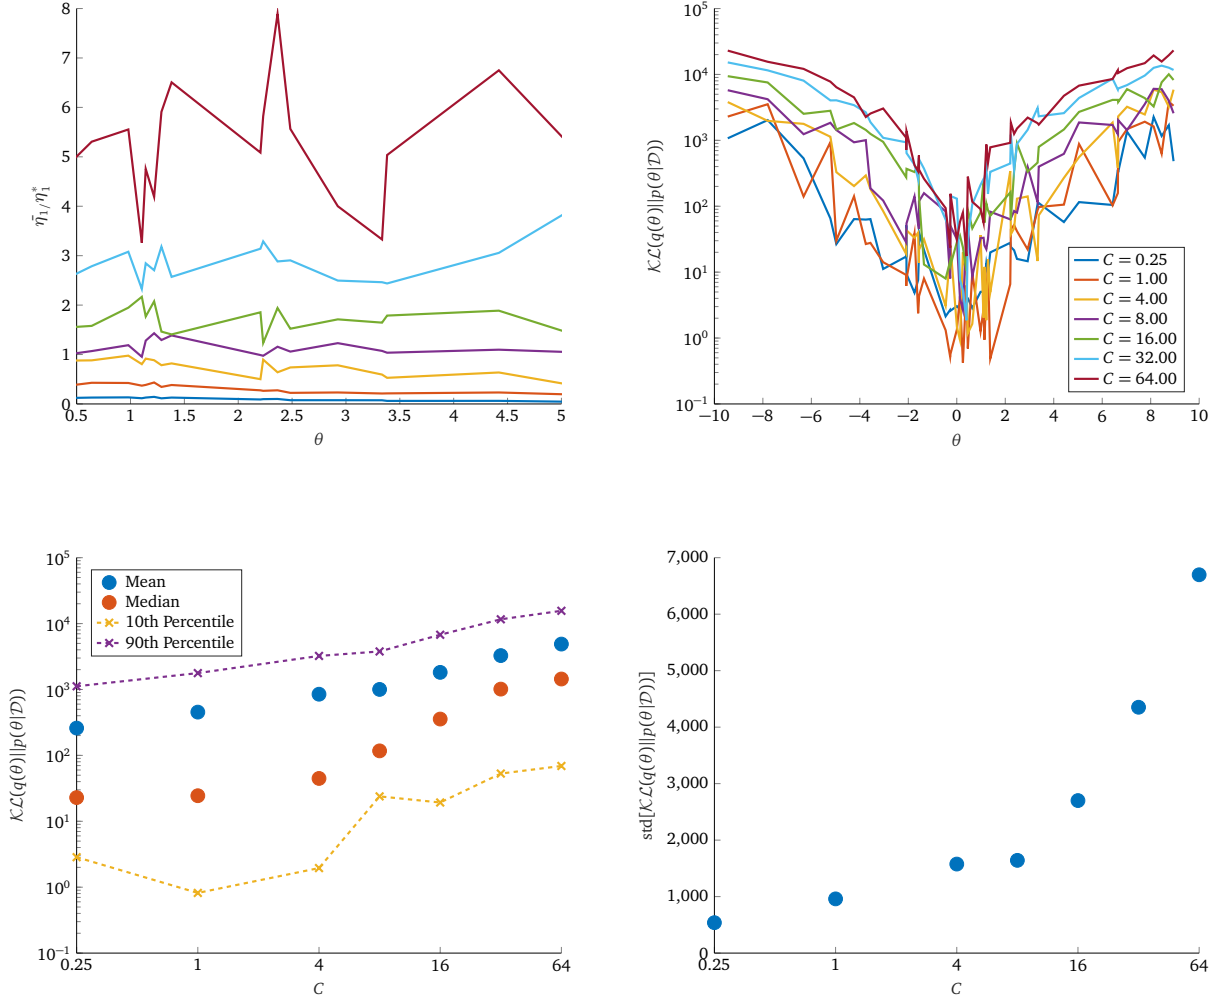 8
7
6
5
4
3
2
1
0
0.5 1 1.5 2 2.5 3 3.5 4 4.5 5
θ
η̄₁/η₁*
10⁵
10⁴
10³
10²
10¹
10⁰
10⁻¹
−10 −8 −6 −4 −2 0 2 4 6 8 10
θ
𝒦ℒ(q(θ)||p(θ|𝒟))
C = 0.25
C = 1.00
C = 4.00
C = 8.00
C = 16.00
C = 32.00
C = 64.00
10⁵
10⁴
10³
10²
10¹
10⁰
10⁻¹
0.25 1 4 16 64
C
𝒦ℒ(q(θ)||p(θ|𝒟))
Mean
Median
10th Percentile
90th Percentile
7,000
6,000
5,000
4,000
3,000
2,000
1,000
0
0.25 1 4 16 64
C
std[𝒦ℒ(q(θ)||p(θ|𝒟))]